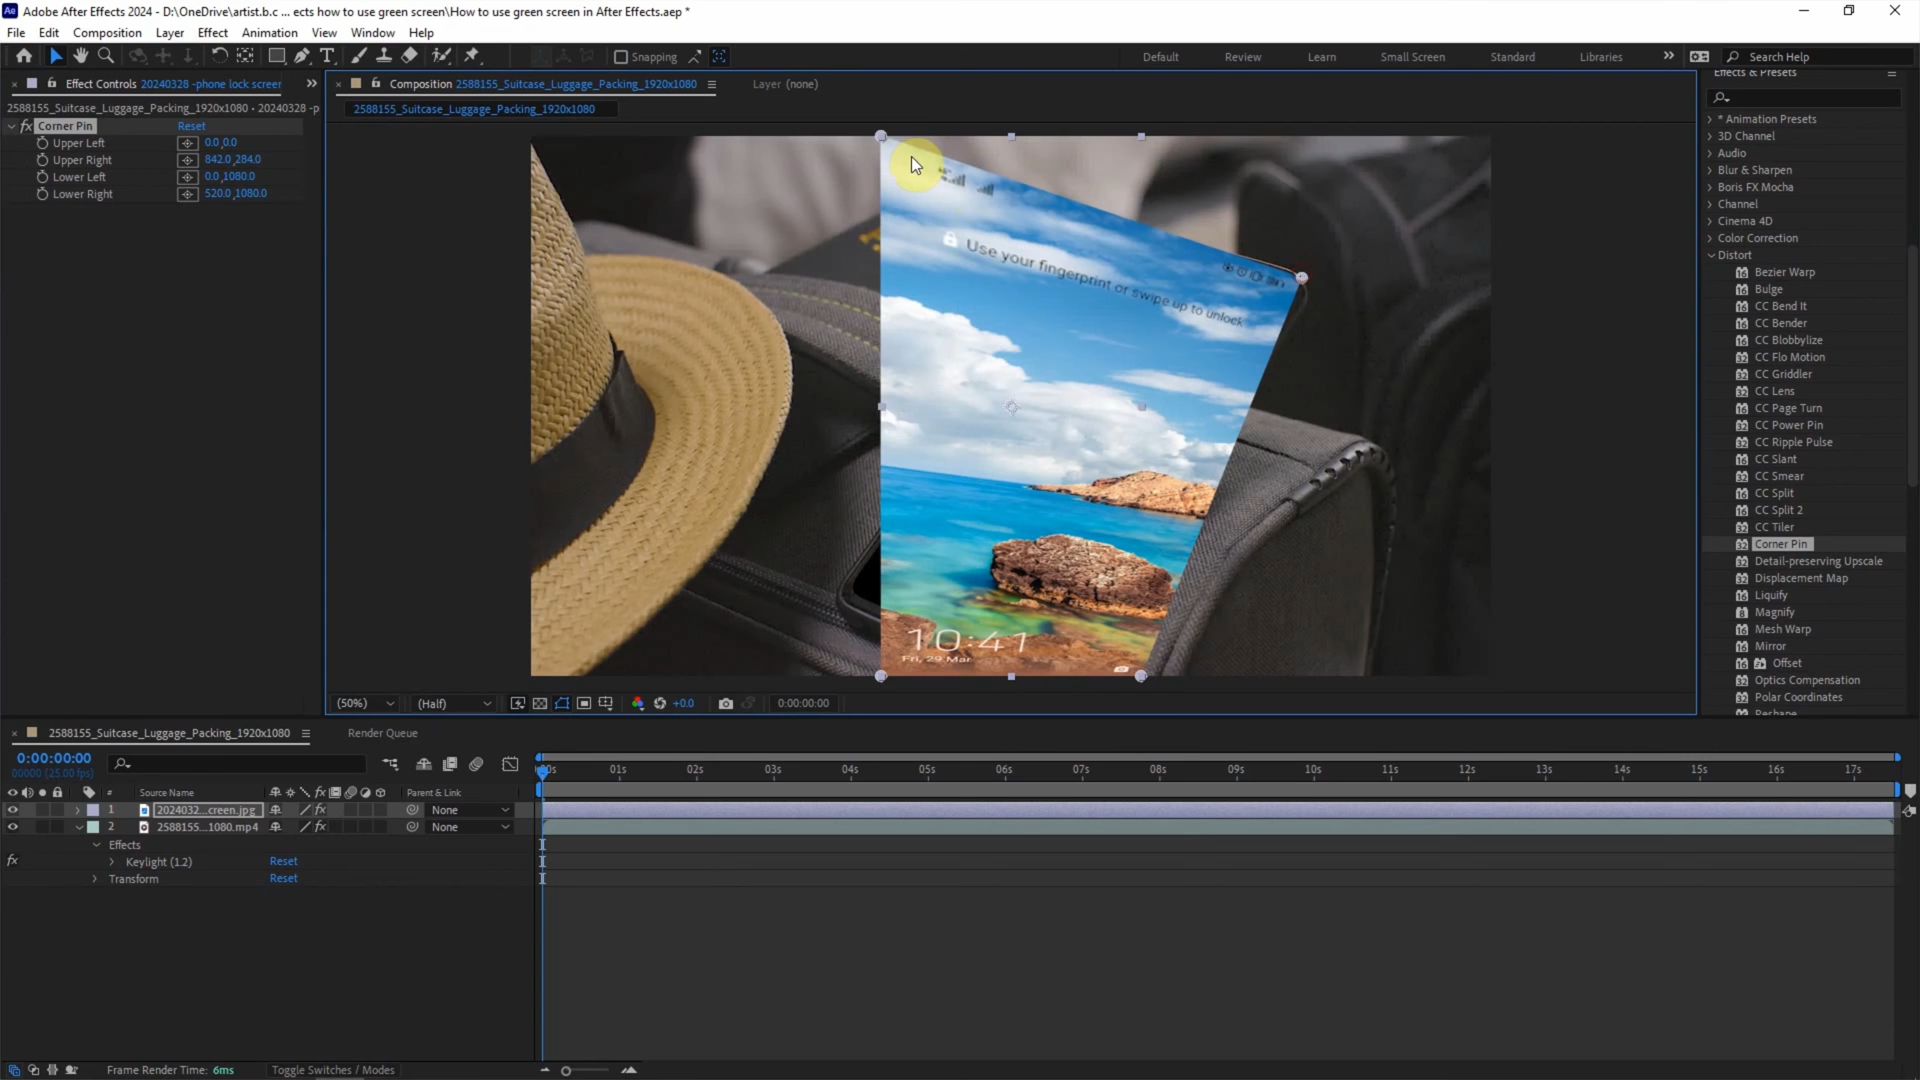 Adobe After Effects 2024 - D:\OneDrive\artist.b.c ... ects how to use green screen\How to use green screen in After Effects.aep *
File Edit Composition Layer Effect Animation View Window Help
Snapping
Default Review Learn Small Screen Standard Libraries
Search Help
Effect Controls 20240328 -phone lock screer
2588155_Suitcase_Luggage_Packing_1920x1080 • 20240328 -p
fx Corner Pin Reset
Upper Left 0.0,0.0
Upper Right 842.0,284.0
Lower Left 0.0,1080.0
Lower Right 520.0,1080.0
Composition 2588155_Suitcase_Luggage_Packing_1920x1080
Layer (none)
2588155_Suitcase_Luggage_Packing_1920x1080
Use your fingerprint or swipe up to unlock
10:41
Fri, 29 Mar
(50%) (Half) +0.0 0:00:00:00
Effects & Presets
* Animation Presets
3D Channel
Audio
Blur & Sharpen
Boris FX Mocha
Channel
Cinema 4D
Color Correction
Distort
Bezier Warp
Bulge
CC Bend It
CC Bender
CC Blobbylize
CC Flo Motion
CC Griddler
CC Lens
CC Page Turn
CC Power Pin
CC Ripple Pulse
CC Slant
CC Smear
CC Split
CC Split 2
CC Tiler
Corner Pin
Detail-preserving Upscale
Displacement Map
Liquify
Magnify
Mesh Warp
Mirror
Offset
Optics Compensation
Polar Coordinates
Reshape
2588155_Suitcase_Luggage_Packing_1920x1080
Render Queue
0:00:00:00
00000 (25.00 fps)
01s 02s 03s 04s 05s 06s 07s 08s 09s 10s 11s 12s 13s 14s 15s 16s 17s
# Source Name Parent & Link
1 2024032...creen.jpg None
2 2588155...1080.mp4 None
Effects
fx Keylight (1.2) Reset
Transform Reset
Frame Render Time: 6ms
Toggle Switches / Modes